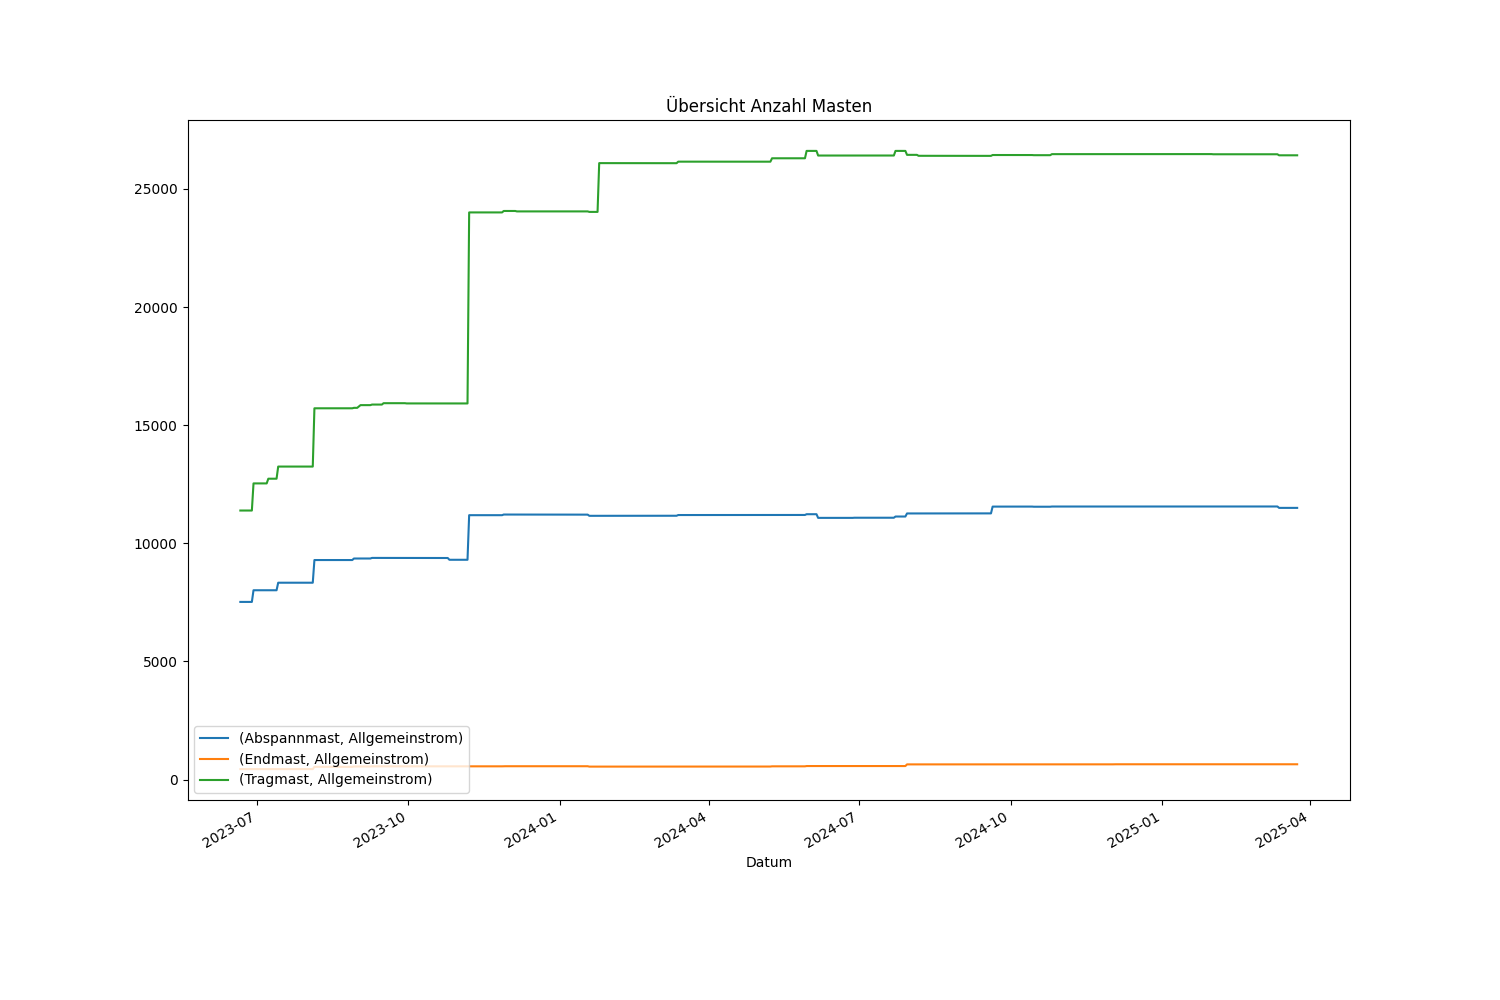 Übersicht Anzahl Masten
25000
20000
15000
10000
5000
0
(Abspannmast, Allgemeinstrom)
(Endmast, Allgemeinstrom)
(Tragmast, Allgemeinstrom)
2023-07
2023-10
2024-01
2024-04
2024-07
2024-10
2025-01
2025-04
Datum